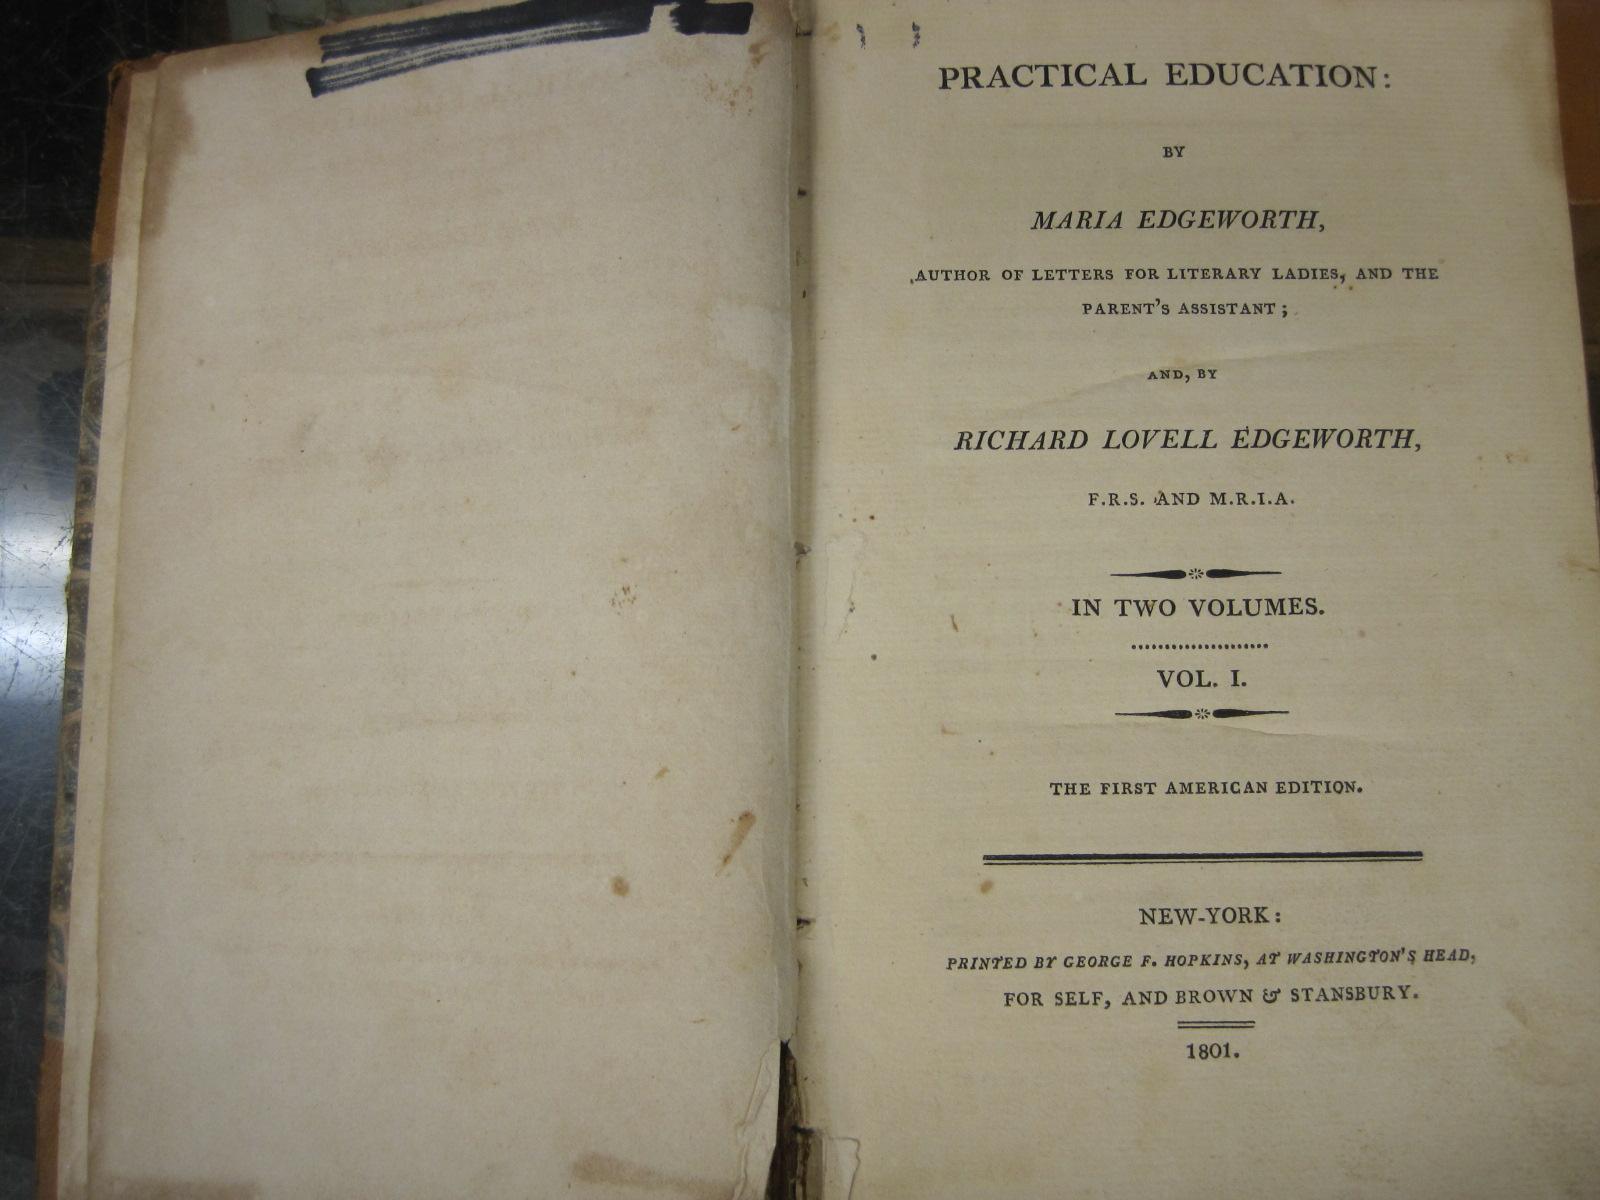 PRACTICAL EDUCATION:
BY
MARIA EDGEWORTH,
AUTHOR OF LETTERS FOR LITERARY LADIES, AND THE
PARENT'S ASSISTANT;
AND, BY
RICHARD LOVELL EDGEWORTH,
F.R.S. AND M.R.I.A.
IN TWO VOLUMES.
VOL. I.
THE FIRST AMERICAN EDITION.
NEW-YORK:
PRINTED BY GEORGE F. HOPKINS, AT WASHINGTON'S HEAD,
FOR SELF, AND BROWN & STANSBURY.
1801.